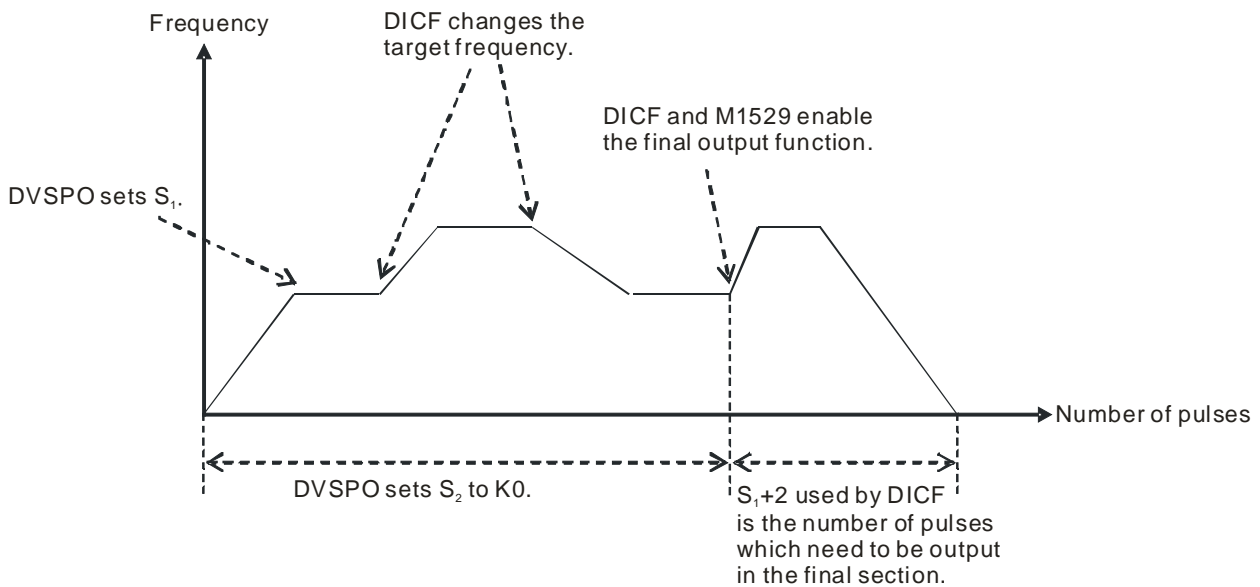 Frequency
DICF changes the
target frequency.
DICF and M1529 enable
the final output function.
DVSPO sets S₁.
Number of pulses
DVSPO sets S₂ to K0.
S₁+2 used by DICF
is the number of pulses
which need to be output
in the final section.